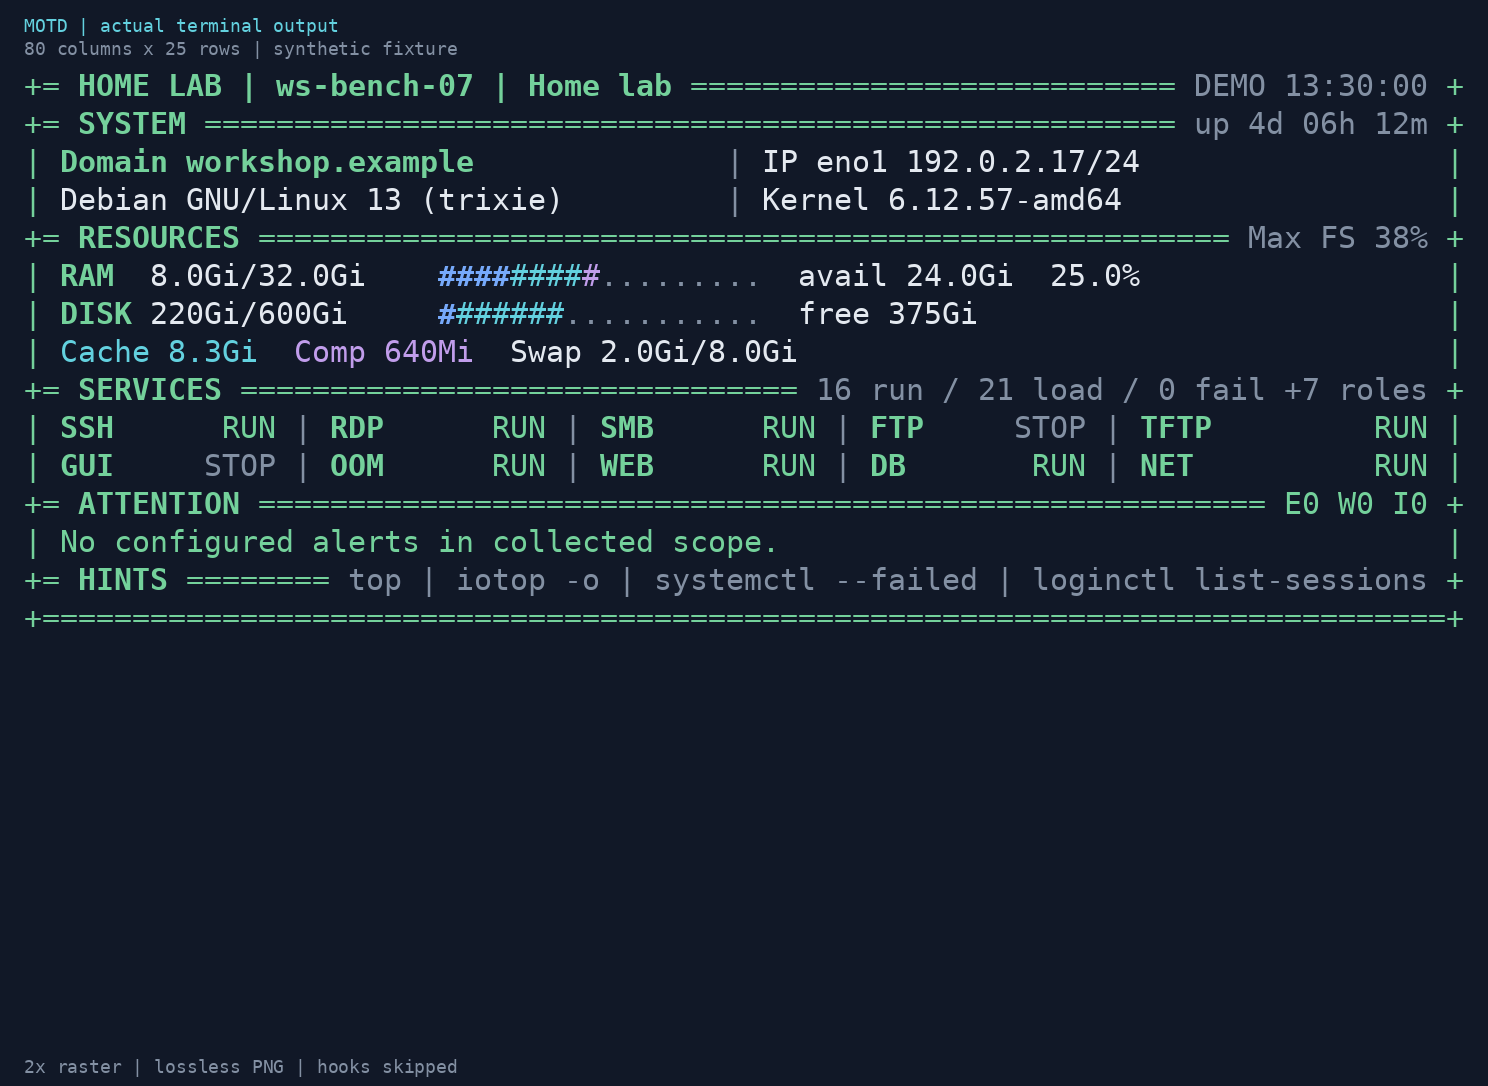 MOTD | actual terminal output
80 columns x 25 rows | synthetic fixture
+= HOME LAB | ws-bench-07 | Home lab =========================== DEMO 13:30:00 +
+= SYSTEM ====================================================== up 4d 06h 12m +
| Domain workshop.example              | IP eno1 192.0.2.17/24                 |
| Debian GNU/Linux 13 (trixie)         | Kernel 6.12.57-amd64                  |
+= RESOURCES ====================================================== Max FS 38% +
| RAM  8.0Gi/32.0Gi    #########.........  avail 24.0Gi  25.0%                 |
| DISK 220Gi/600Gi     #######...........  free 375Gi                          |
| Cache 8.3Gi  Comp 640Mi  Swap 2.0Gi/8.0Gi                                    |
+= SERVICES =============================== 16 run / 21 load / 0 fail +7 roles +
| SSH      RUN | RDP      RUN | SMB      RUN | FTP     STOP | TFTP         RUN |
| GUI     STOP | OOM      RUN | WEB      RUN | DB       RUN | NET          RUN |
+= ATTENTION ======================================================== E0 W0 I0 +
| No configured alerts in collected scope.                                     |
+= HINTS ======== top | iotop -o | systemctl --failed | loginctl list-sessions +
+==============================================================================+
2x raster | lossless PNG | hooks skipped